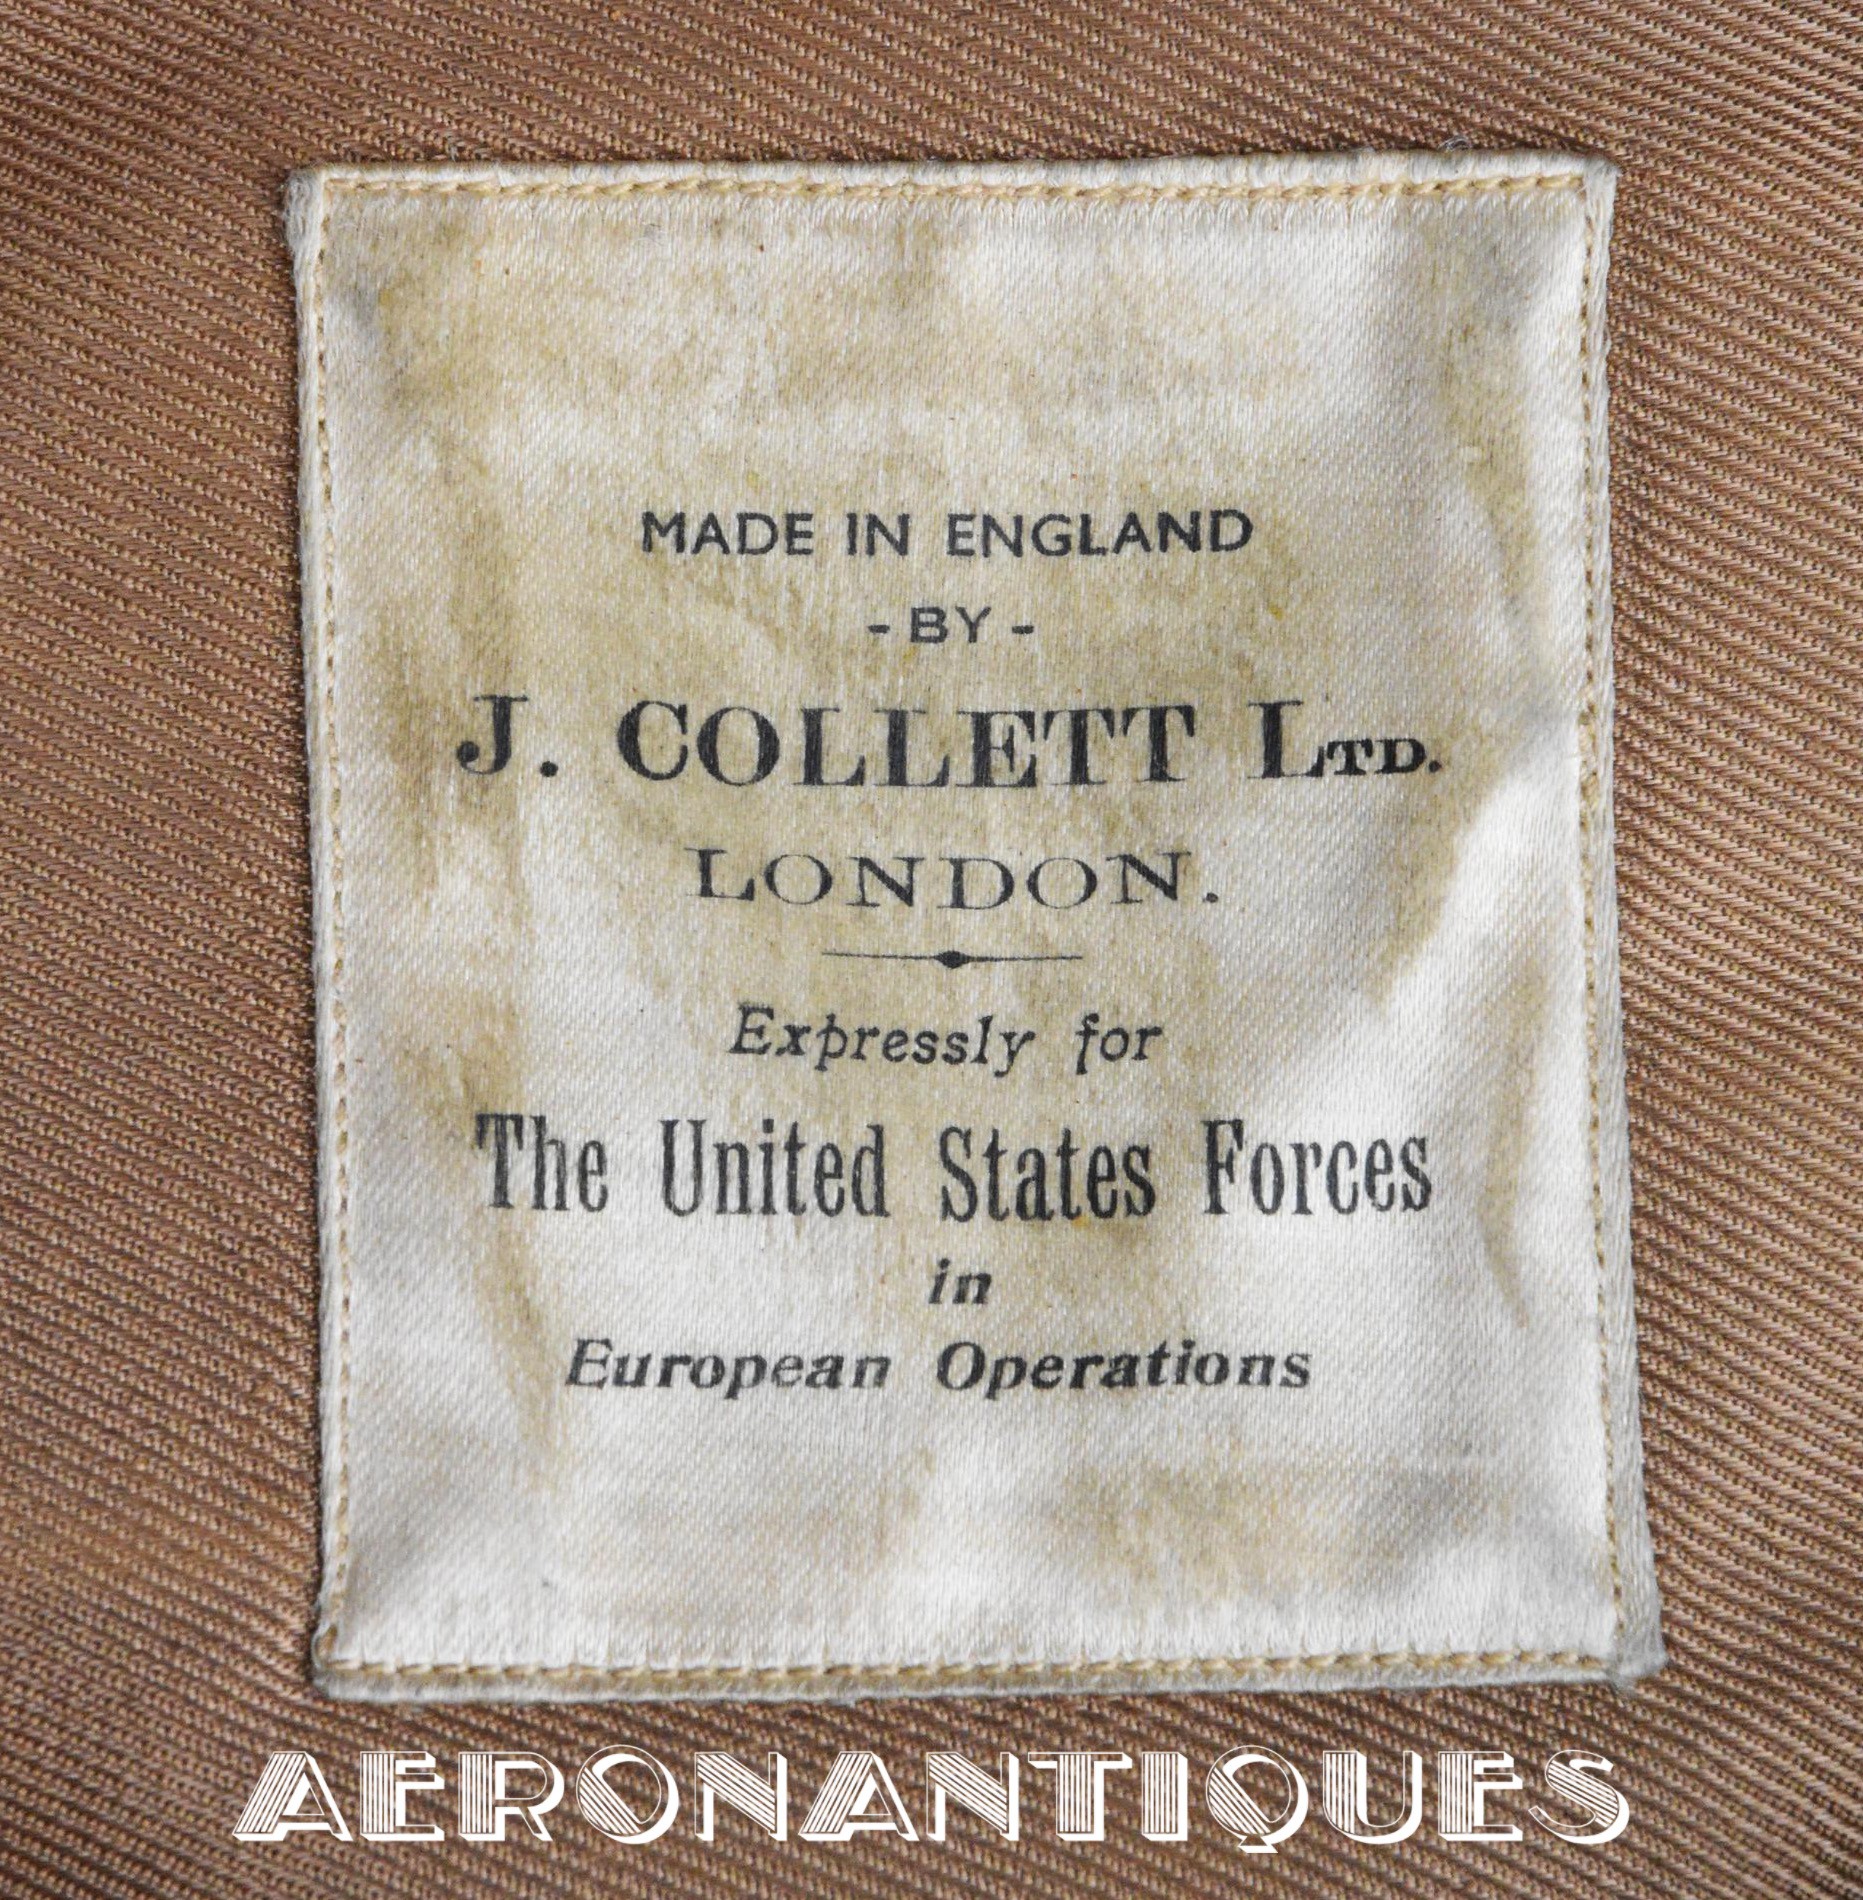 MADE IN ENGLAND
- BY -
J. COLLETT LTD.
LONDON.
Expressly for
The United States Forces
in
European Operations
AERONANTIQUES